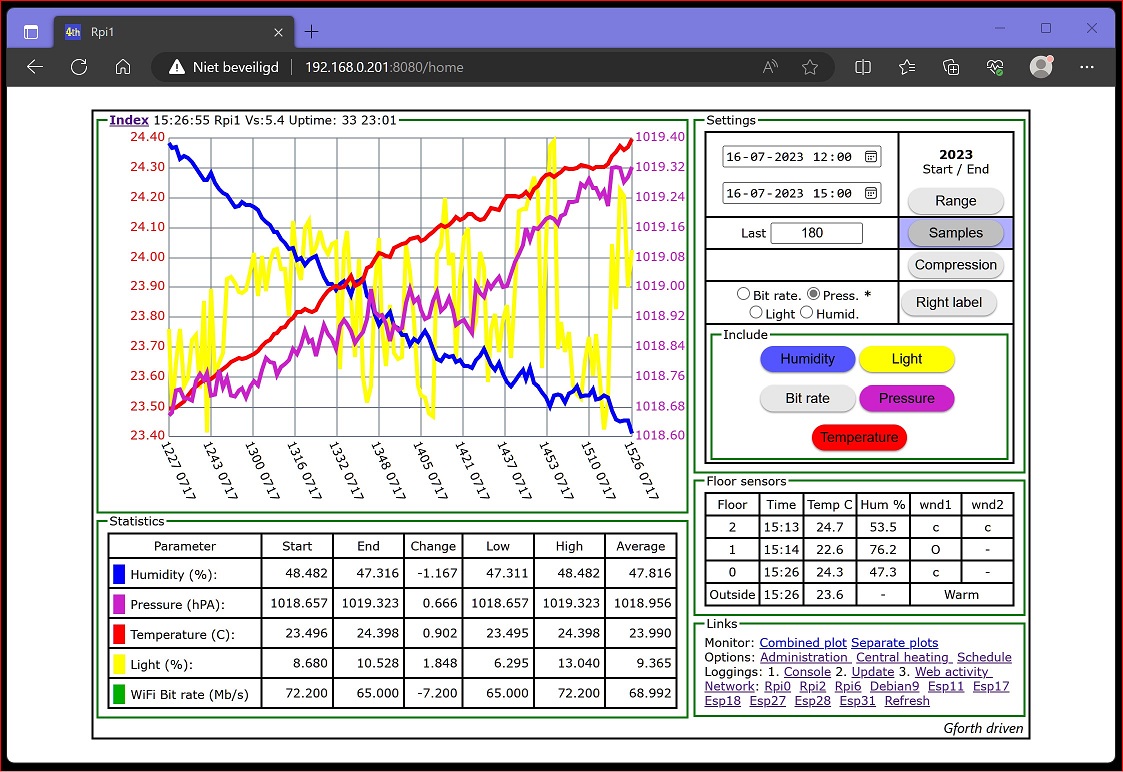 4th Rpi1
Niet beveiligd 192.168.0.201:8080/home
Index 15:26:55 Rpi1 Vs:5.4 Uptime: 33 23:01
24.40
24.30
24.20
24.10
24.00
23.90
23.80
23.70
23.60
23.50
23.40
1019.40
1019.32
1019.24
1019.16
1019.08
1019.00
1018.92
1018.84
1018.76
1018.68
1018.60
1227 0717
1243 0717
1300 0717
1316 0717
1332 0717
1348 0717
1405 0717
1421 0717
1437 0717
1453 0717
1510 0717
1526 0717
Statistics
Parameter Start End Change Low High Average
Humidity (%): 48.482 47.316 -1.167 47.311 48.482 47.816
Pressure (hPA): 1018.657 1019.323 0.666 1018.657 1019.323 1018.956
Temperature (C): 23.496 24.398 0.902 23.495 24.398 23.990
Light (%): 8.680 10.528 1.848 6.295 13.040 9.365
WiFi Bit rate (Mb/s) 72.200 65.000 -7.200 65.000 72.200 68.992
Settings
16-07-2023 12:00
16-07-2023 15:00
2023
Start / End
Range
Last 180 Samples
Compression
Bit rate. Press. *
Light Humid.
Right label
Include
Humidity Light
Bit rate Pressure
Temperature
Floor sensors
Floor Time Temp C Hum % wnd1 wnd2
2 15:13 24.7 53.5 c c
1 15:14 22.6 76.2 O -
0 15:26 24.3 47.3 c -
Outside 15:26 23.6 - Warm
Links
Monitor: Combined plot Separate plots
Options: Administration Central heating Schedule
Loggings: 1. Console 2. Update 3. Web activity
Network: Rpi0 Rpi2 Rpi6 Debian9 Esp11 Esp17
Esp18 Esp27 Esp28 Esp31 Refresh
Gforth driven